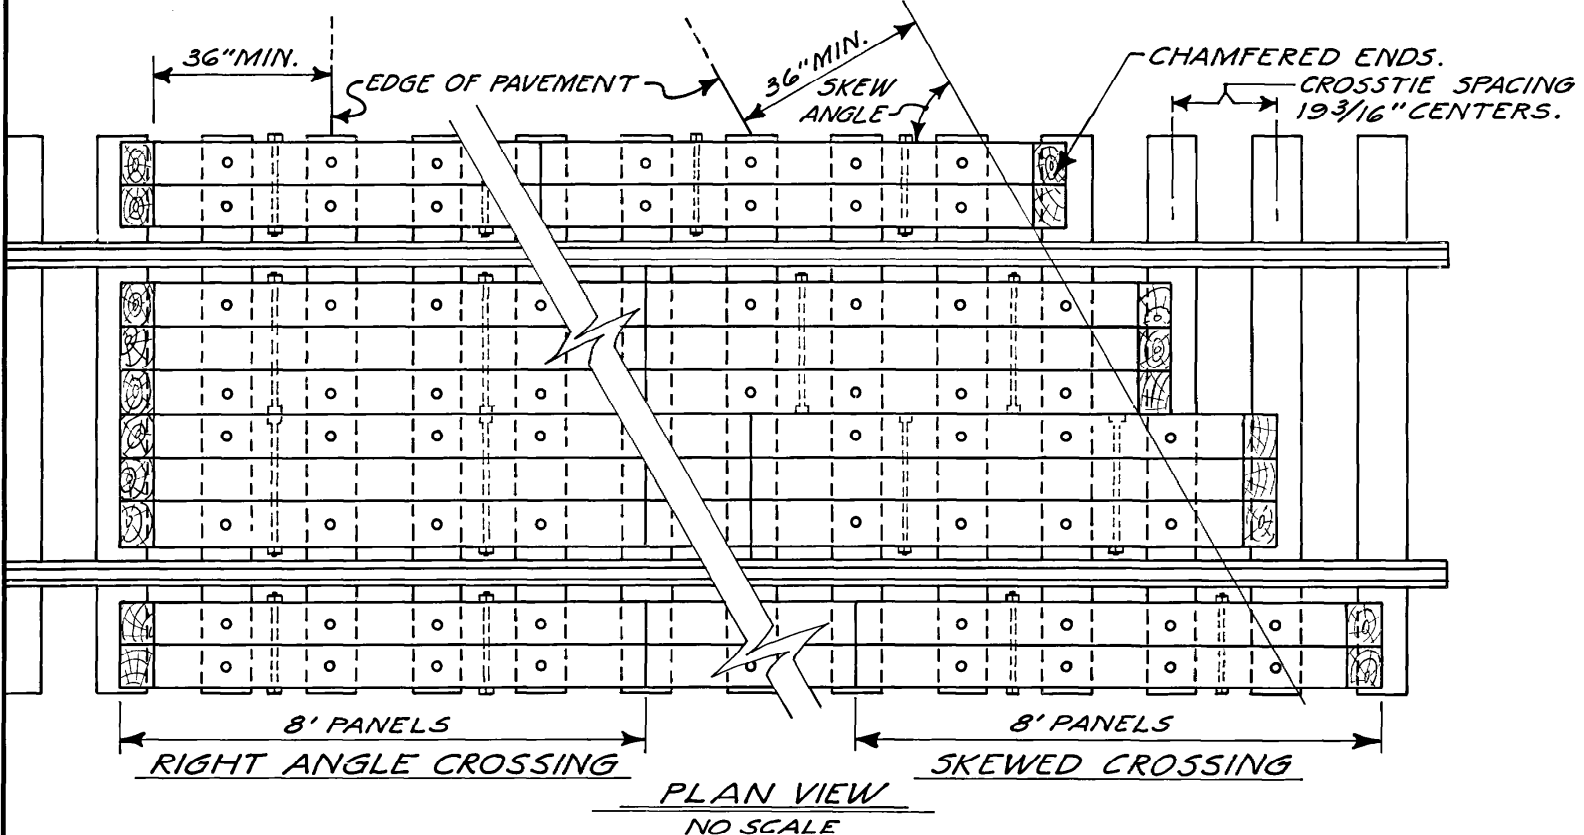 36" MIN.
EDGE OF PAVEMENT
36" MIN.
SKEW
ANGLE
CHAMFERED ENDS.
CROSSTIE SPACING
19 3/16" CENTERS.
8' PANELS
8' PANELS
RIGHT ANGLE CROSSING
SKEWED CROSSING
PLAN VIEW
NO SCALE